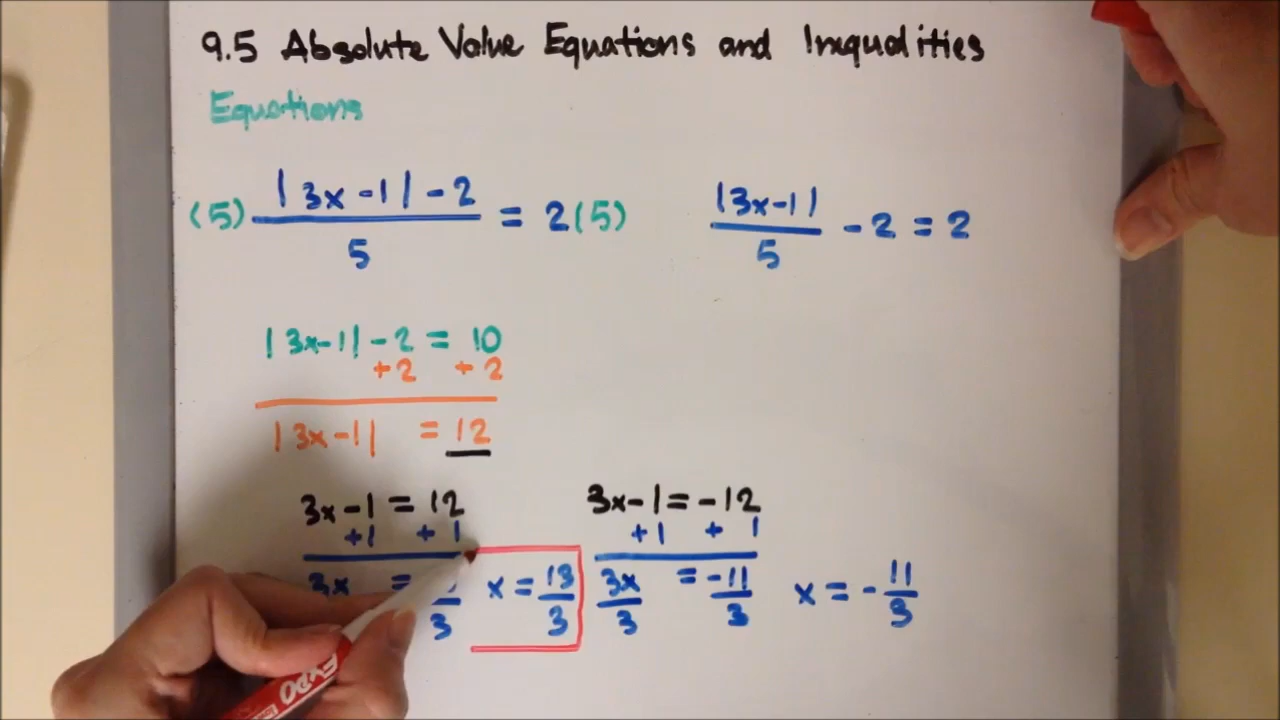 9.5 Absolute Value Equations and Inequalities
Equations
(5) |3x-1| - 2 / 5 = 2(5)
|3x-1| / 5 - 2 = 2
|3x-1| - 2 = 10
+2 +2
|3x-1| = 12
3x-1 = 12
+1 +1
3x =
3
x = 13/3
3x-1 = -12
+1 + 1
3x/3 = -11/3
x = -11/3
EXPO